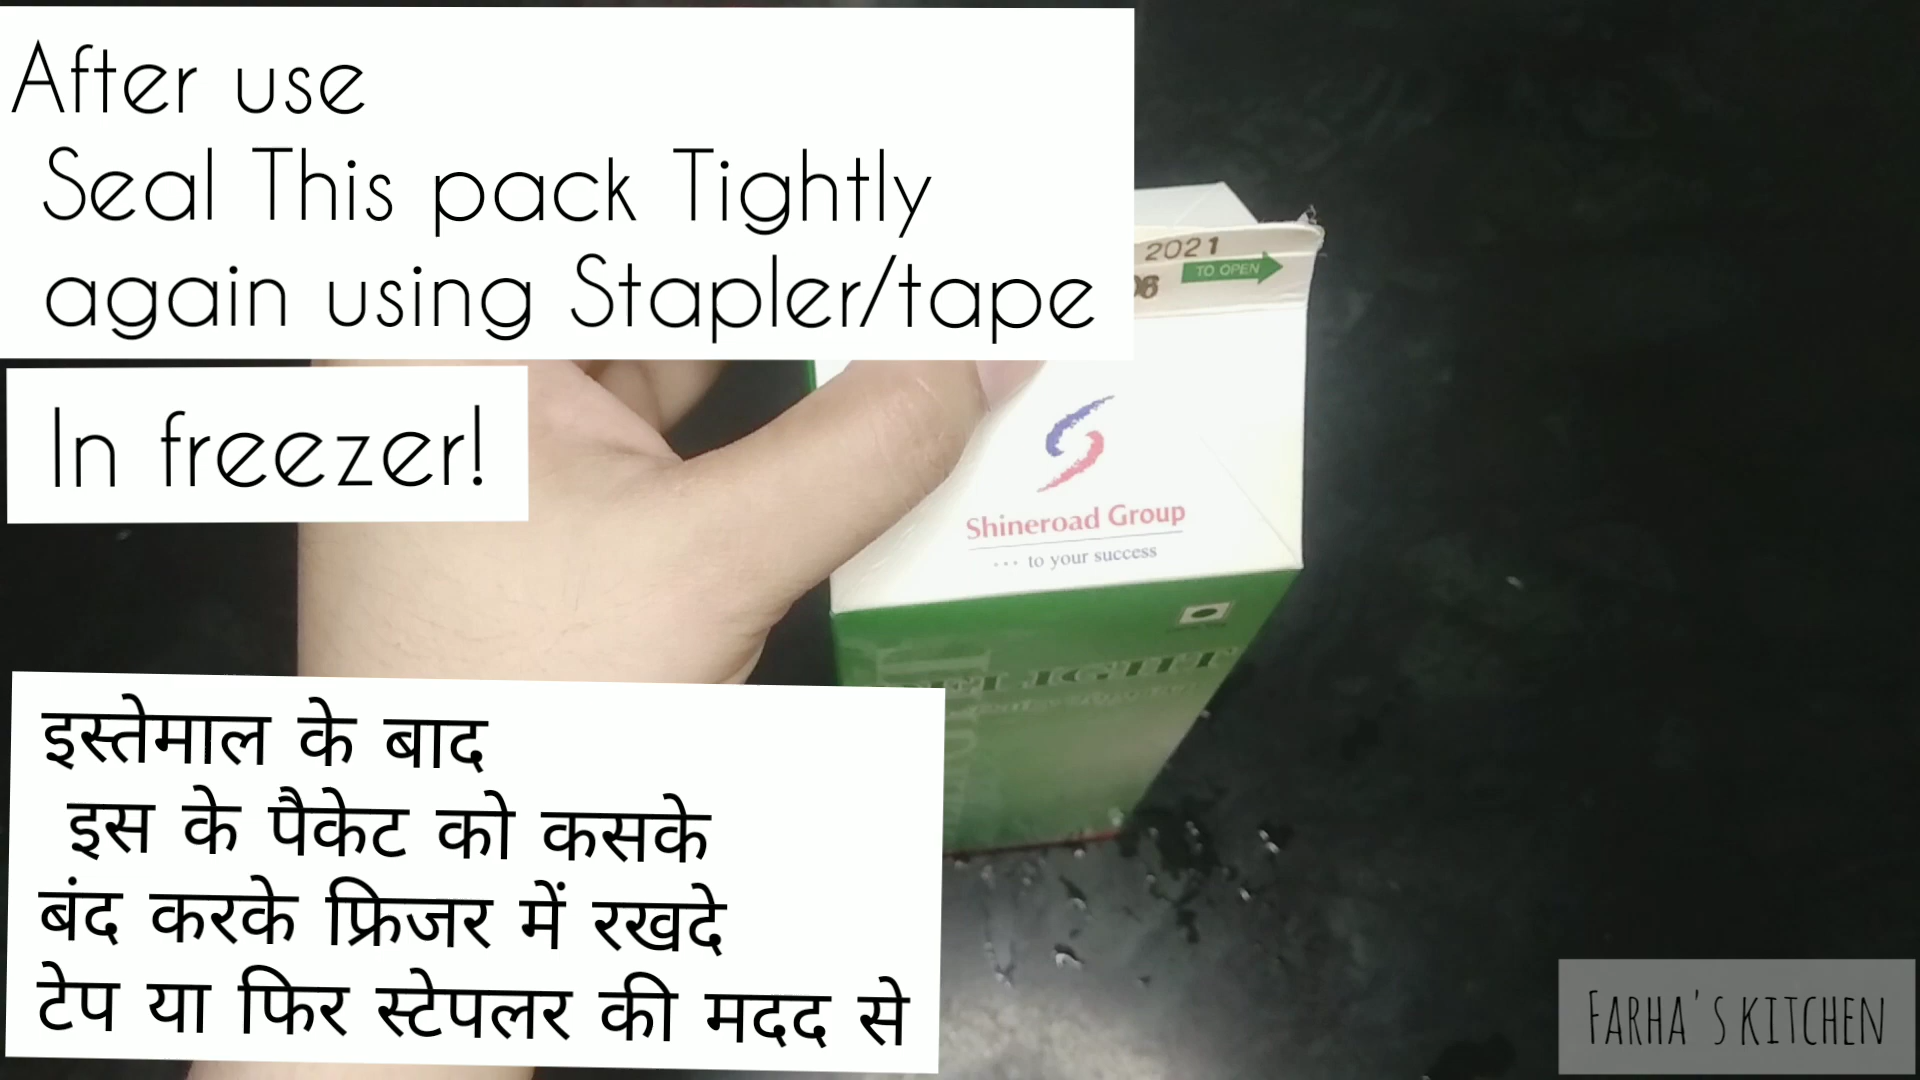 After use
Seal This pack Tightly
again using Stapler/tape
In freezer!
2021
TO OPEN
Shineroad Group
... to your success
इस्तेमाल के बाद
इस के पैकेट को कसके
बंद करके फ्रिजर में रखदे
टेप या फिर स्टेपलर की मदद से
FARHA'S KITCHEN